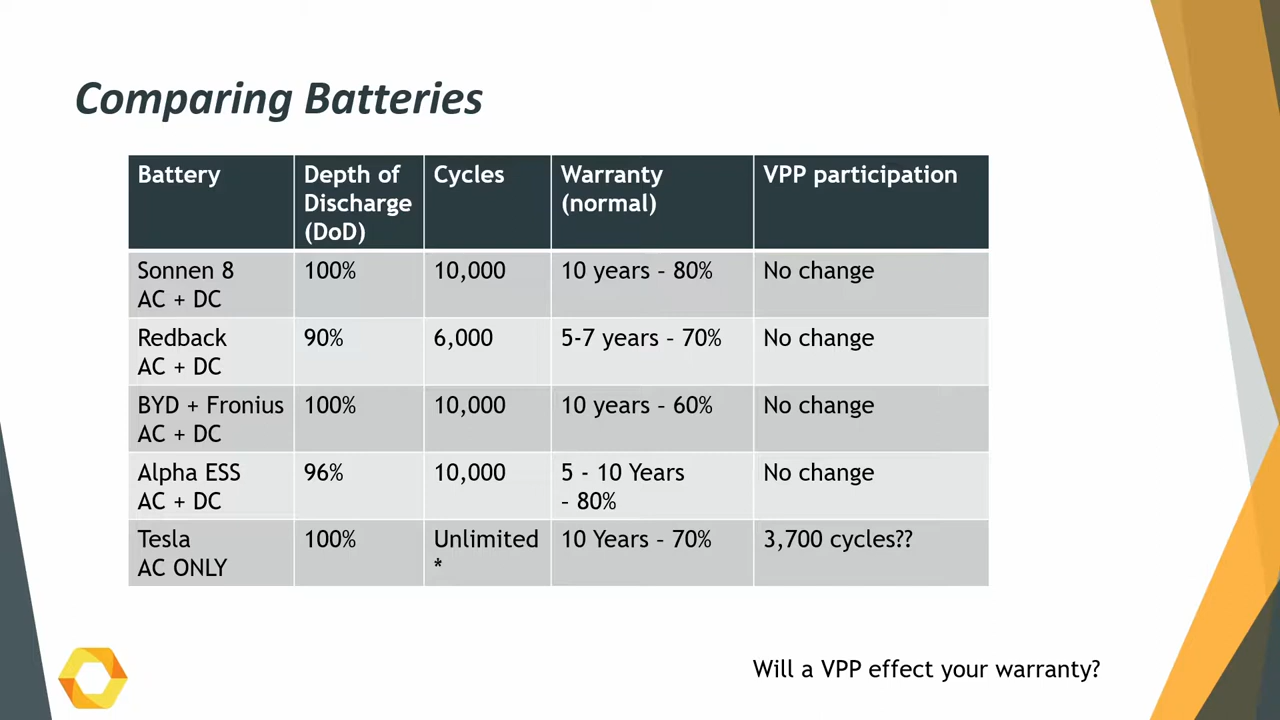 Comparing Batteries
Battery
Depth of
Discharge
(DoD)
Cycles
Warranty
(normal)
VPP participation
Sonnen 8
AC + DC
100%
10,000
10 years – 80%
No change
Redback
AC + DC
90%
6,000
5-7 years – 70%
No change
BYD + Fronius
AC + DC
100%
10,000
10 years – 60%
No change
Alpha ESS
AC + DC
96%
10,000
5 - 10 Years
– 80%
No change
Tesla
AC ONLY
100%
Unlimited
*
10 Years – 70%
3,700 cycles??
Will a VPP effect your warranty?